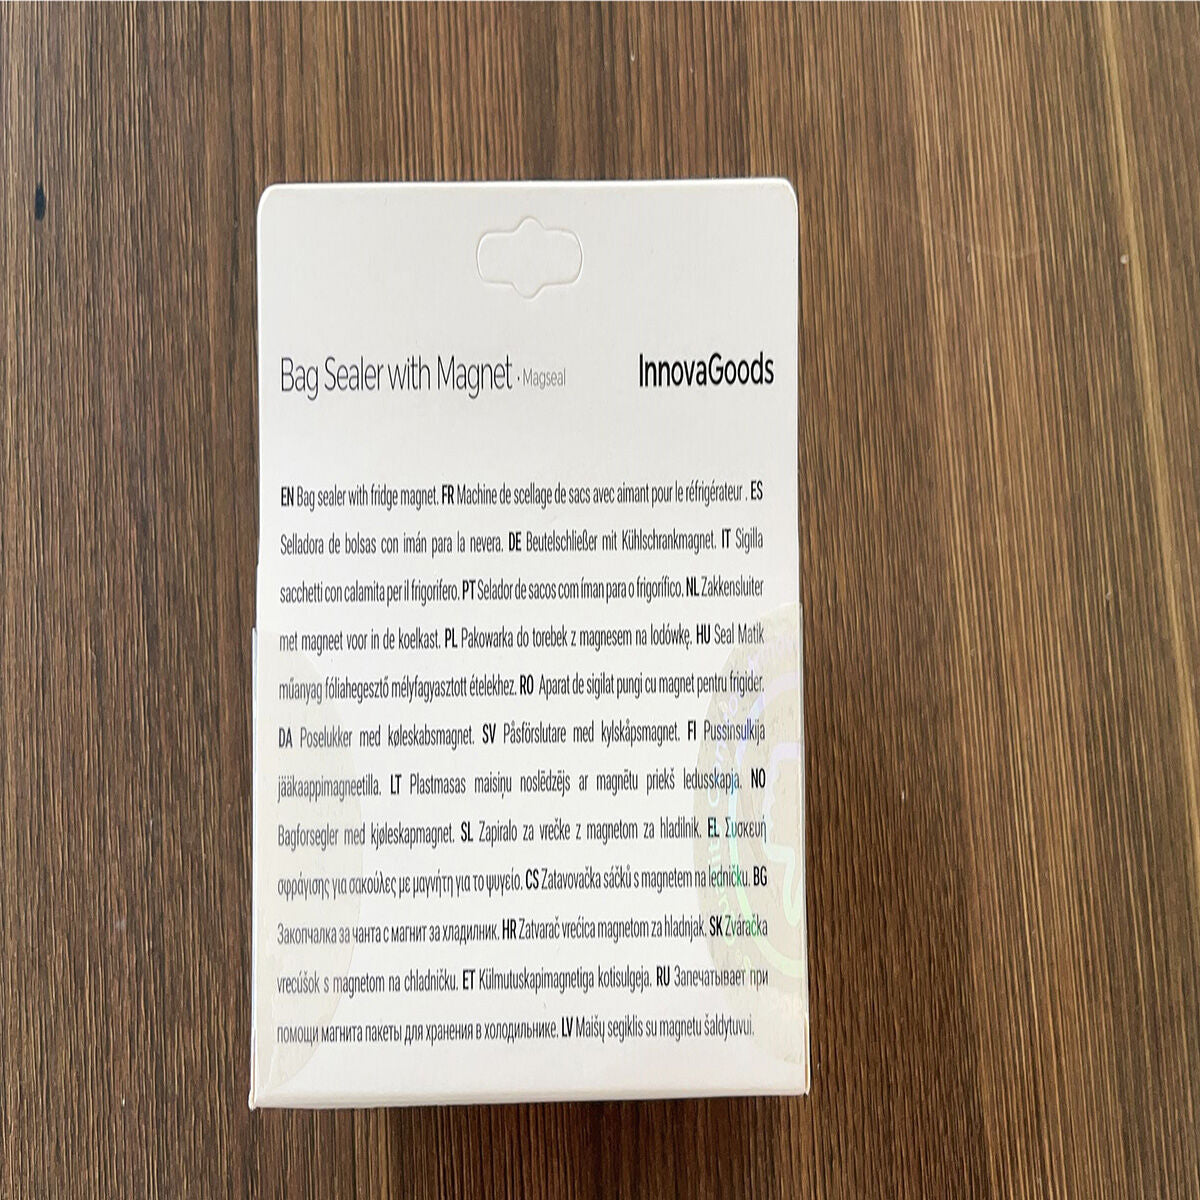 Bag Sealer with Magnet · Magseal InnovaGoods
EN Bag sealer with fridge magnet. FR Machine de scellage de sacs avec aimant pour le réfrigérateur . ES
Selladora de bolsas con imán para la nevera. DE Beutelschließer mit Kühlschrankmagnet. IT Sigilla
sacchetti con calamita per il frigorifero. PT Selador de sacos com íman para o frigorífico. NL Zakkensluiter
met magneet voor in de koelkast. PL Pakowarka do torebek z magnesem na lodówkę. HU Seal Matik
műanyag fóliahegesztő mélyfagyasztott ételekhez. RO Aparat de sigilat pungi cu magnet pentru frigider.
DA Poselukker med køleskabsmagnet. SV Påsförslutare med kylskåpsmagnet. FI Pussinsulkija
jääkaappimagneetilla. LT Plastmasas maisiņu noslēdzējs ar magnētu priekš ledusskapja. NO
Bagforsegler med kjøleskapmagnet. SL Zapiralo za vrečke z magnetom za hladilnik. EL Συσκευή
σφράγισης για σακούλες με μαγνήτη για το ψυγείο. CS Zatavovačka sáčků s magnetem na ledničku. BG
Закопчалка за чанта с магнит за хладилник. HR Zatvarač vrećica magnetom za hladnjak. SK Zváračka
vrecúšok s magnetom na chladničku. ET Külmutuskapimagnetiga kotisulgeja. RU Запечатывает при
помощи магнита пакеты для хранения в холодильнике. LV Maišų segiklis su magnetu šaldytuvui.